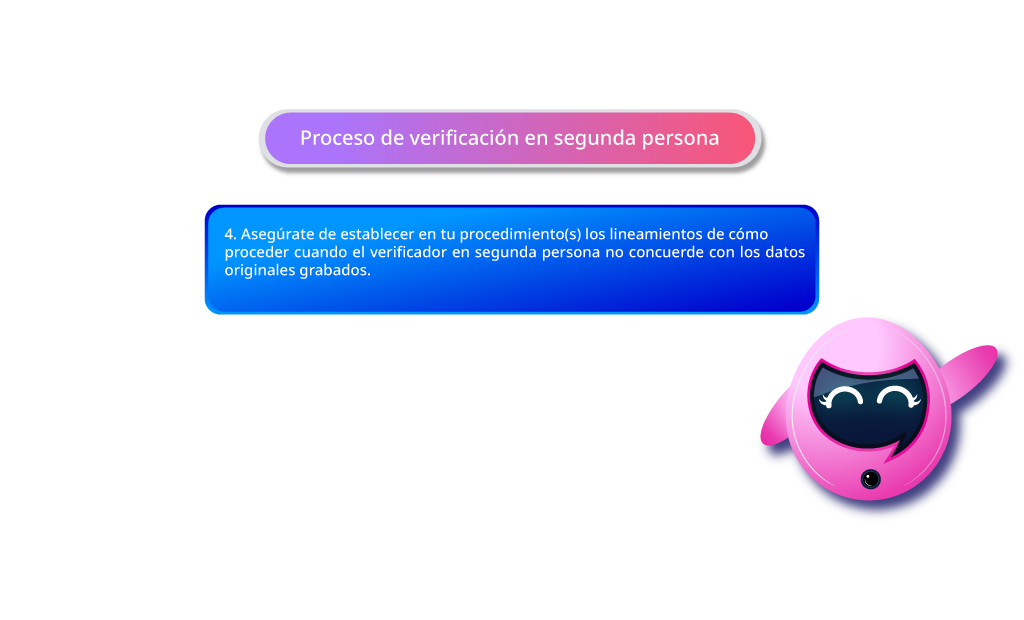 Proceso de verificación en segunda persona
4. Asegúrate de establecer en tu procedimiento(s) los lineamientos de cómo
proceder cuando el verificador en segunda persona no concuerde con los datos
originales grabados.